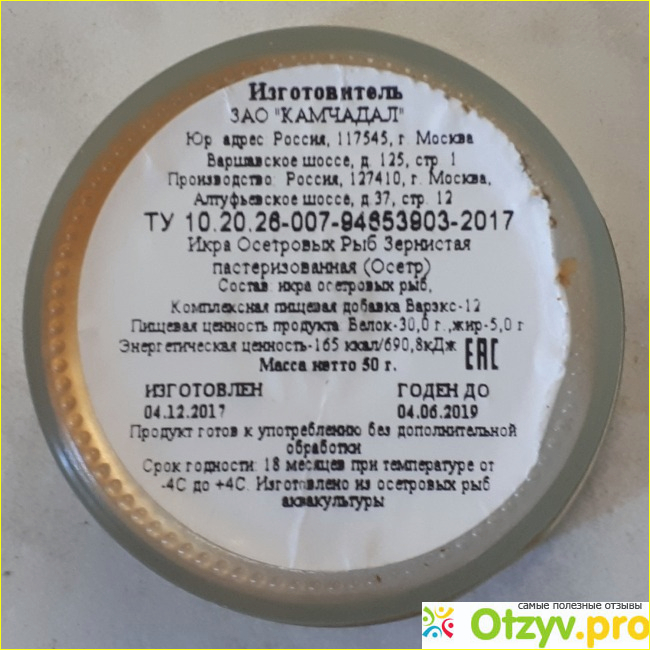 Изготовитель
ЗАО "КАМЧАДАЛ"
Юр. адрес Россия, 117545, г. Москва
Варшавское шоссе, д. 125, стр. 1
Производство: Россия, 127410, г. Москва,
Алтуфьевское шоссе, д.37, стр. 12
ТУ 10.20.26-007-94653903-2017
Икра Осетровых Рыб Зернистая
пастеризованная (Осетр)
Состав: икра осетровых рыб,
Комплексная пищевая добавка Варэкс-12
Пищевая ценность продукта: Белок-30,0 г.,жир-5,0 г
Энергетическая ценность-165 ккал/690,8кДж EAC
Масса нетто 50 г.
ИЗГОТОВЛЕН ГОДЕН ДО
04.12.2017 04.06.2019
Продукт готов к употреблению без дополнительной
обработки
Срок годности: 18 месяцев при температуре от
-4С до +4С. Изготовлено из осетровых рыб
аквакультуры
самые полезные отзывы
Otzyv.pro